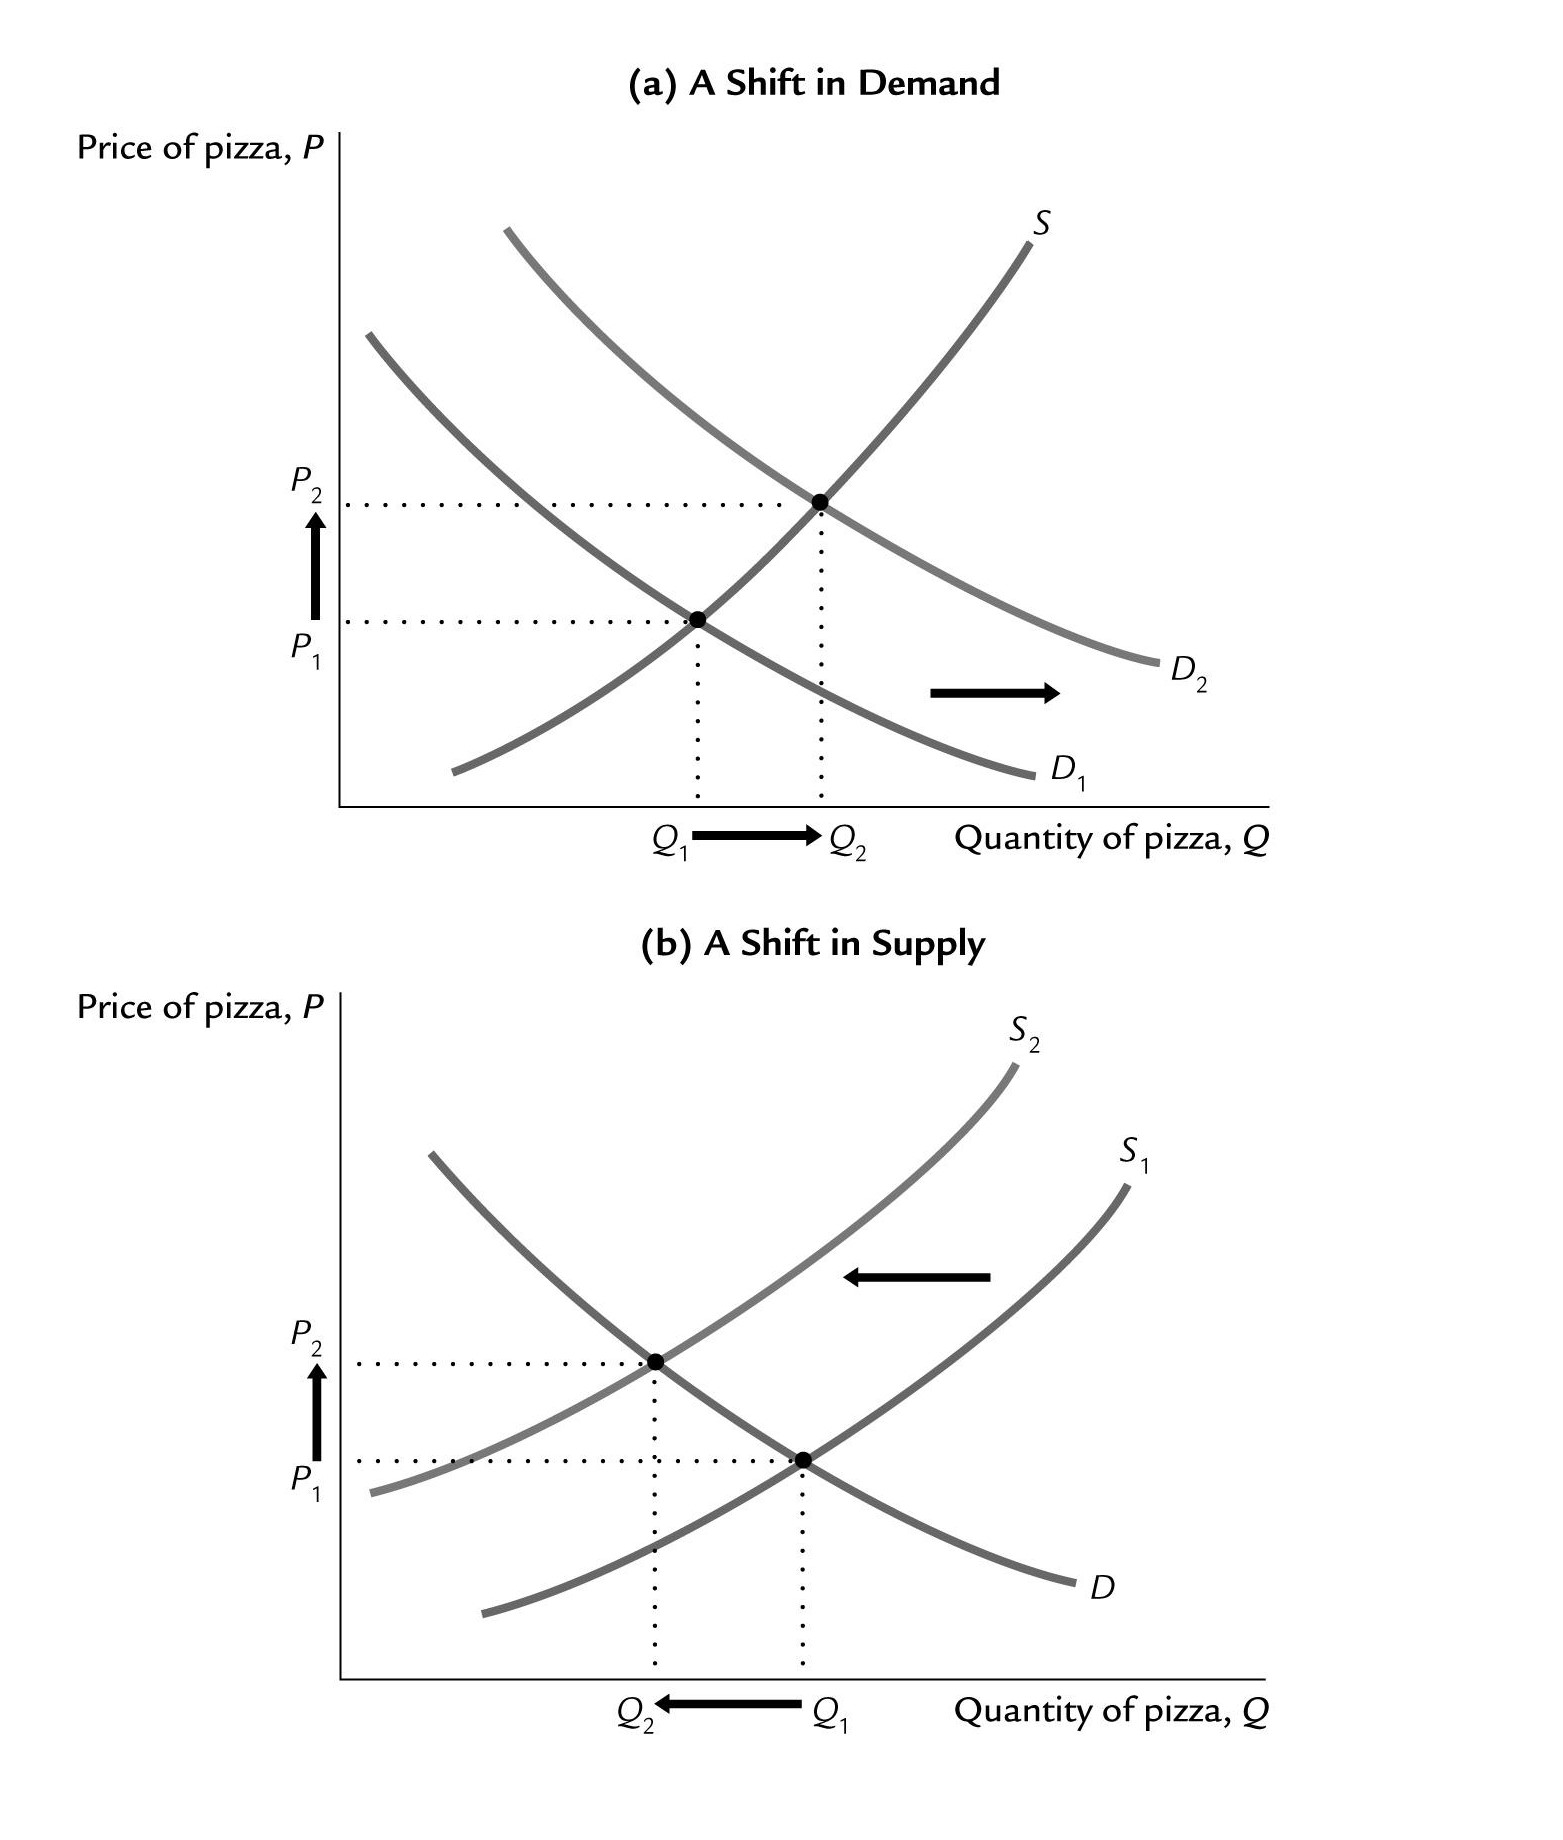 (a) A Shift in Demand
Price of pizza, P
S
P2
P1
D2
D1
Q1 Q2 Quantity of pizza, Q
(b) A Shift in Supply
Price of pizza, P
S2
S1
P2
P1
D
Q2 Q1 Quantity of pizza, Q